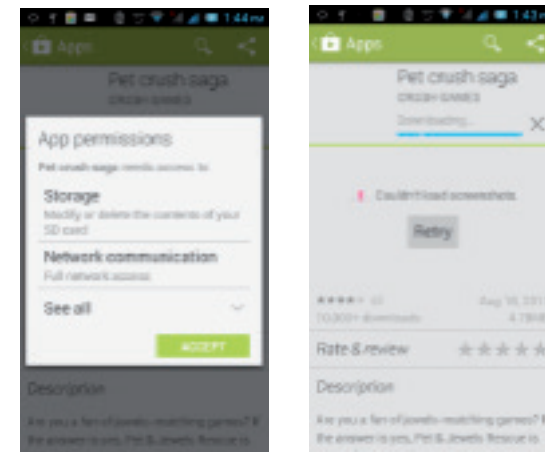 1:44 PM
Apps
Pet crush saga
CRUSH GAMES
App permissions
Pet crush saga needs access to
Storage
Modify or delete the contents of your
SD card
Network communication
Full network access
See all
ACCEPT
Description
Are you a fan of jewels-matching games? If
the answer is yes, Pet & Jewels Rescue is
1:43 PM
Apps
Pet crush saga
CRUSH GAMES
Downloading...
Couldn't load screenshots
Retry
10,000+ downloads
Rate & review
Description
Are you a fan of jewels-matching games? If
the answer is yes, Pet & Jewels Rescue is